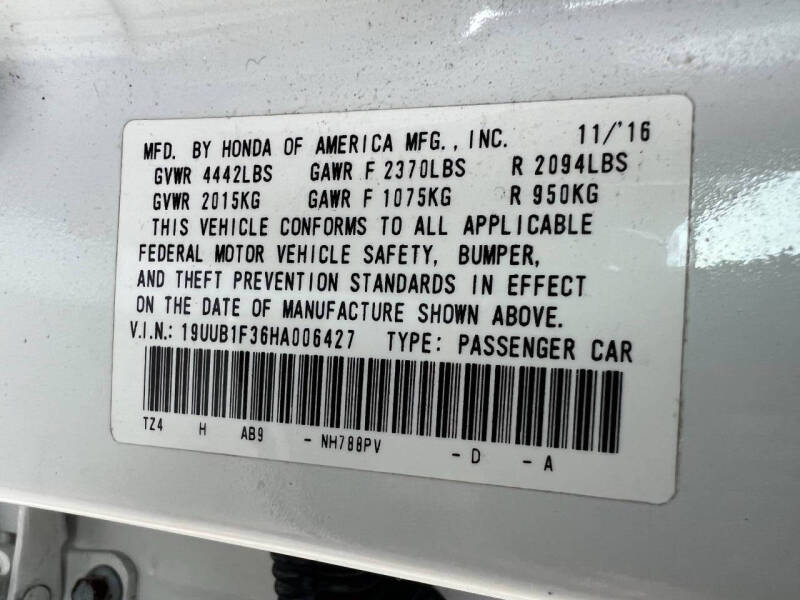 MFD. BY HONDA OF AMERICA MFG., INC. 11/'16
GVWR 4442LBS GAWR F 2370LBS R 2094LBS
GVWR 2015KG GAWR F 1075KG R 950KG
THIS VEHICLE CONFORMS TO ALL APPLICABLE
FEDERAL MOTOR VEHICLE SAFETY, BUMPER,
AND THEFT PREVENTION STANDARDS IN EFFECT
ON THE DATE OF MANUFACTURE SHOWN ABOVE.
V.I.N.: 19UUB1F36HA006427 TYPE: PASSENGER CAR
TZ4 H AB9 - NH788PV - D - A